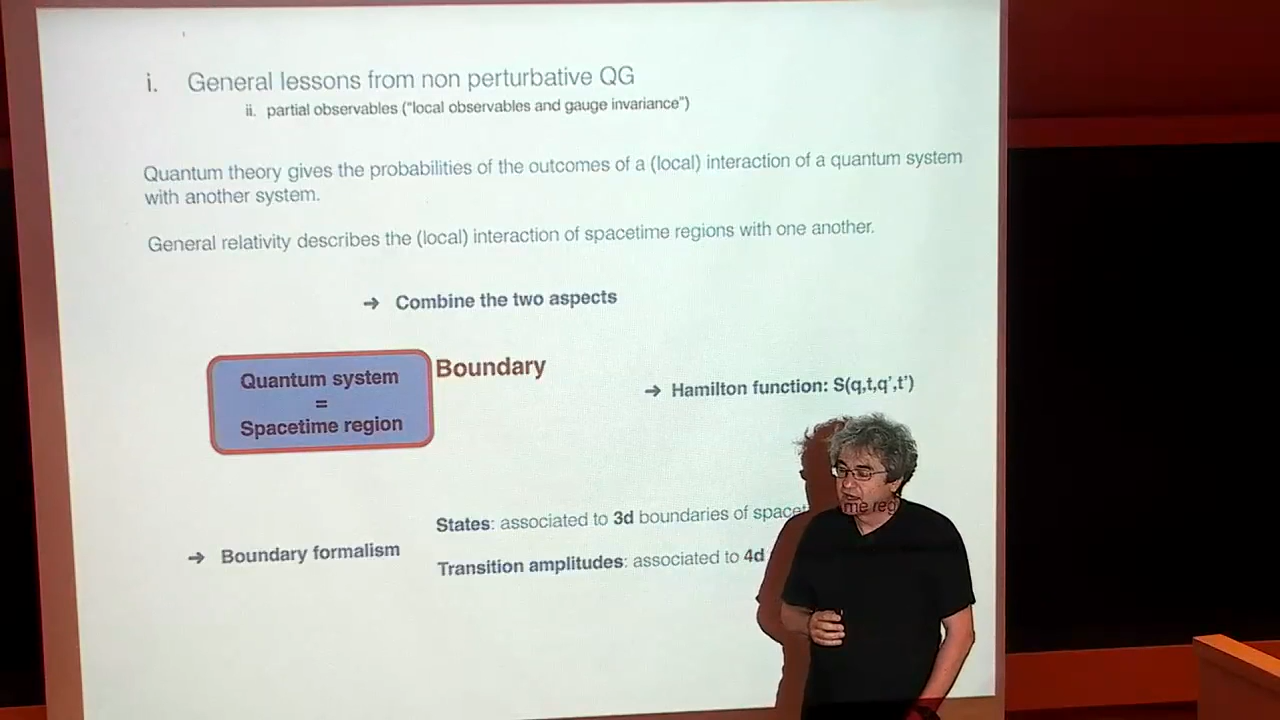 i. General lessons from non perturbative QG
ii. partial observables ("local observables and gauge invariance")
Quantum theory gives the probabilities of the outcomes of a (local) interaction of a quantum system
with another system.
General relativity describes the (local) interaction of spacetime regions with one another.
→ Combine the two aspects
Quantum system
=
Spacetime region
Boundary
→ Hamilton function: S(q,t,q',t')
→ Boundary formalism
States: associated to 3d boundaries of spacetime reg
Transition amplitudes: associated to 4d